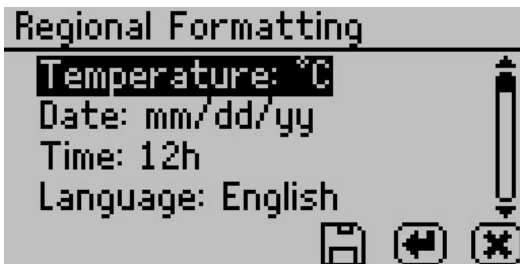 Regional Formatting
Temperature: °C
Date: mm/dd/yy
Time: 12h
Language: English